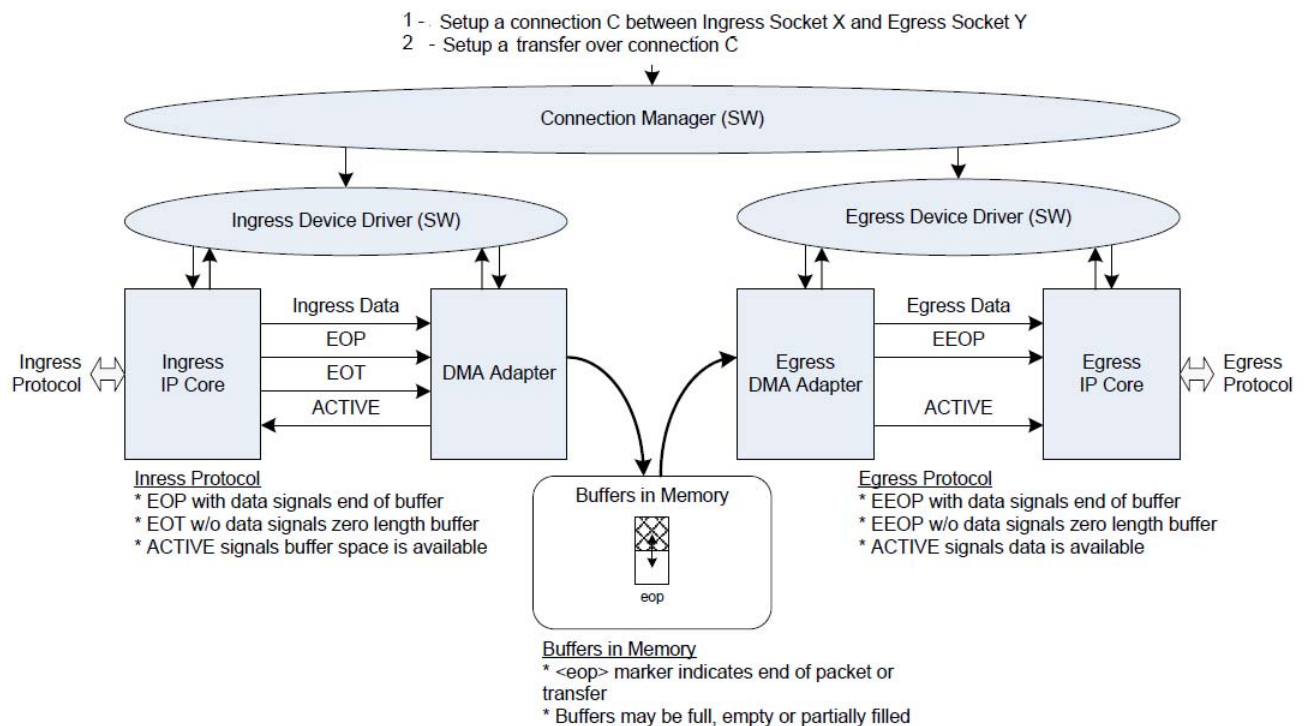 1 - Setup a connection C between Ingress Socket X and Egress Socket Y
2 - Setup a transfer over connection C
Connection Manager (SW)
Ingress Device Driver (SW)
Egress Device Driver (SW)
Ingress Protocol
Ingress IP Core
Ingress Data
EOP
EOT
ACTIVE
DMA Adapter
Egress DMA Adapter
Egress Data
EEOP
ACTIVE
Egress IP Core
Egress Protocol
Inress Protocol
* EOP with data signals end of buffer
* EOT w/o data signals zero length buffer
* ACTIVE signals buffer space is available
Buffers in Memory
eop
Egress Protocol
* EEOP with data signals end of buffer
* EEOP w/o data signals zero length buffer
* ACTIVE signals data is available
Buffers in Memory
* <eop> marker indicates end of packet or
transfer
* Buffers may be full, empty or partially filled